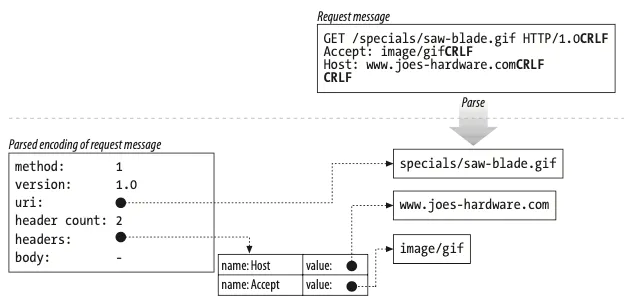 Request message
GET /specials/saw-blade.gif HTTP/1.0CRLF
Accept: image/gifCRLF
Host: www.joes-hardware.comCRLF
CRLF
Parse
Parsed encoding of request message
method: 1
version: 1.0
uri:
header count: 2
headers:
body: -
specials/saw-blade.gif
www.joes-hardware.com
image/gif
name: Host value:
name: Accept value: